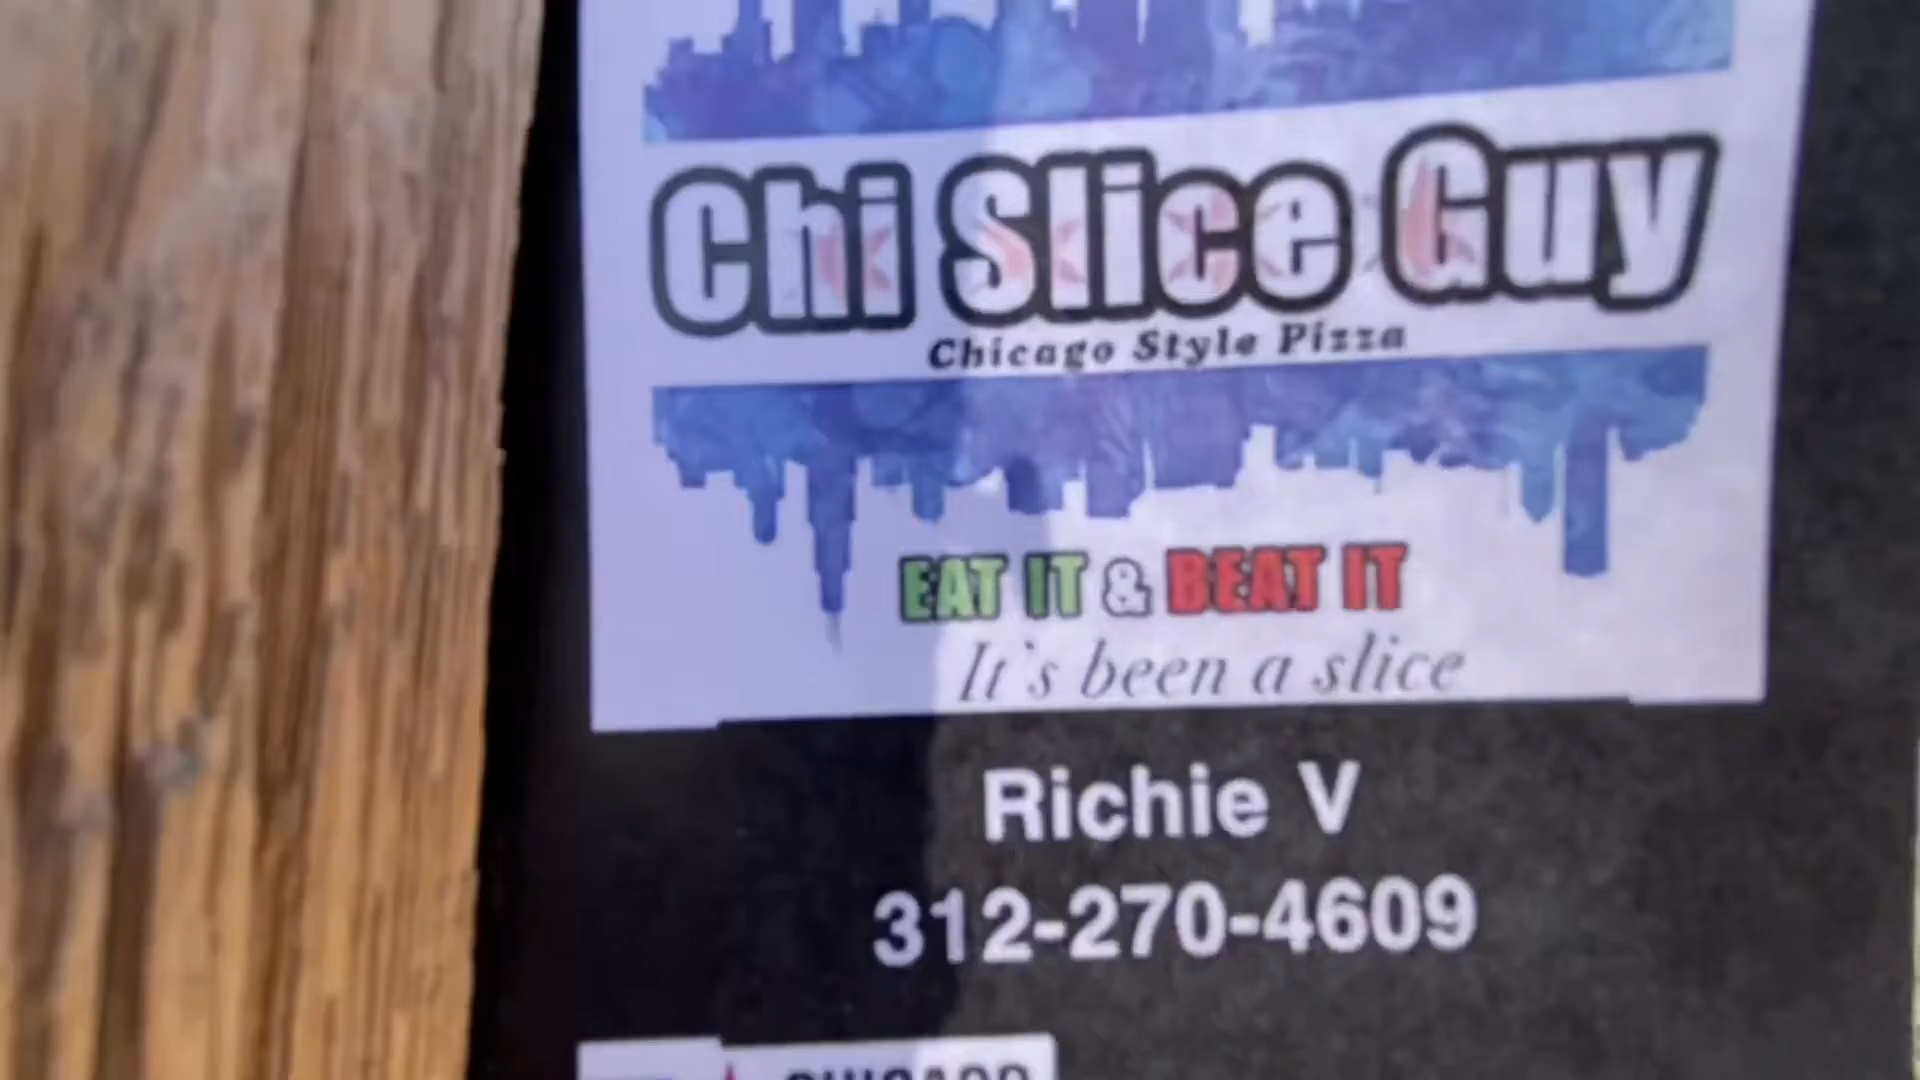 Chi Slice Guy
Chicago Style Pizza
EAT IT & BEAT IT
It's been a slice
Richie V
312-270-4609